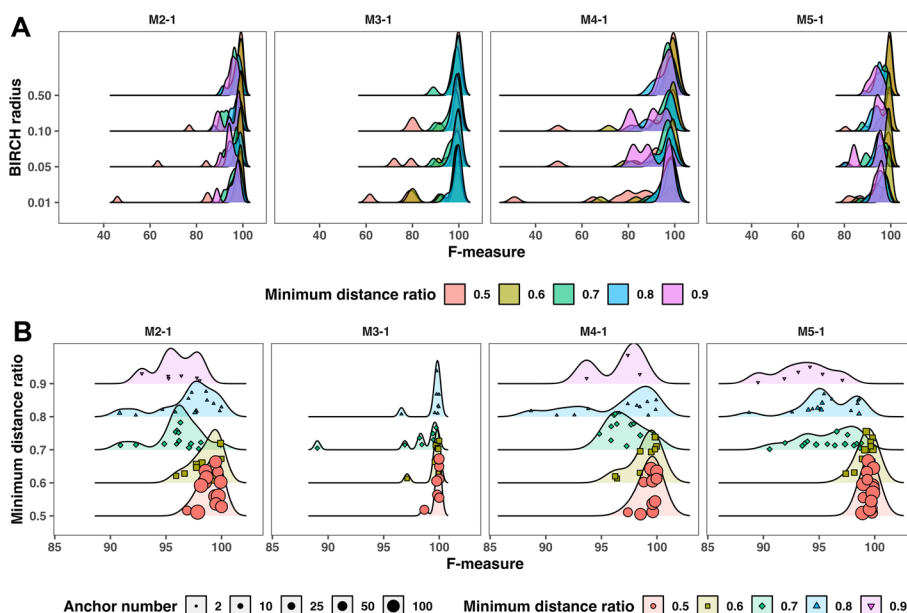 A
M2-1 M3-1 M4-1 M5-1
BIRCH radius
0.50
0.10
0.05
0.01
40 60 80 100 40 60 80 100 40 60 80 100 40 60 80 100
F-measure
Minimum distance ratio 0.5 0.6 0.7 0.8 0.9
B
M2-1 M3-1 M4-1 M5-1
Minimum distance ratio
0.9
0.8
0.7
0.6
0.5
85 90 95 100 85 90 95 100 85 90 95 100 85 90 95 100
F-measure
Anchor number 2 10 25 50 100 Minimum distance ratio 0.5 0.6 0.7 0.8 0.9